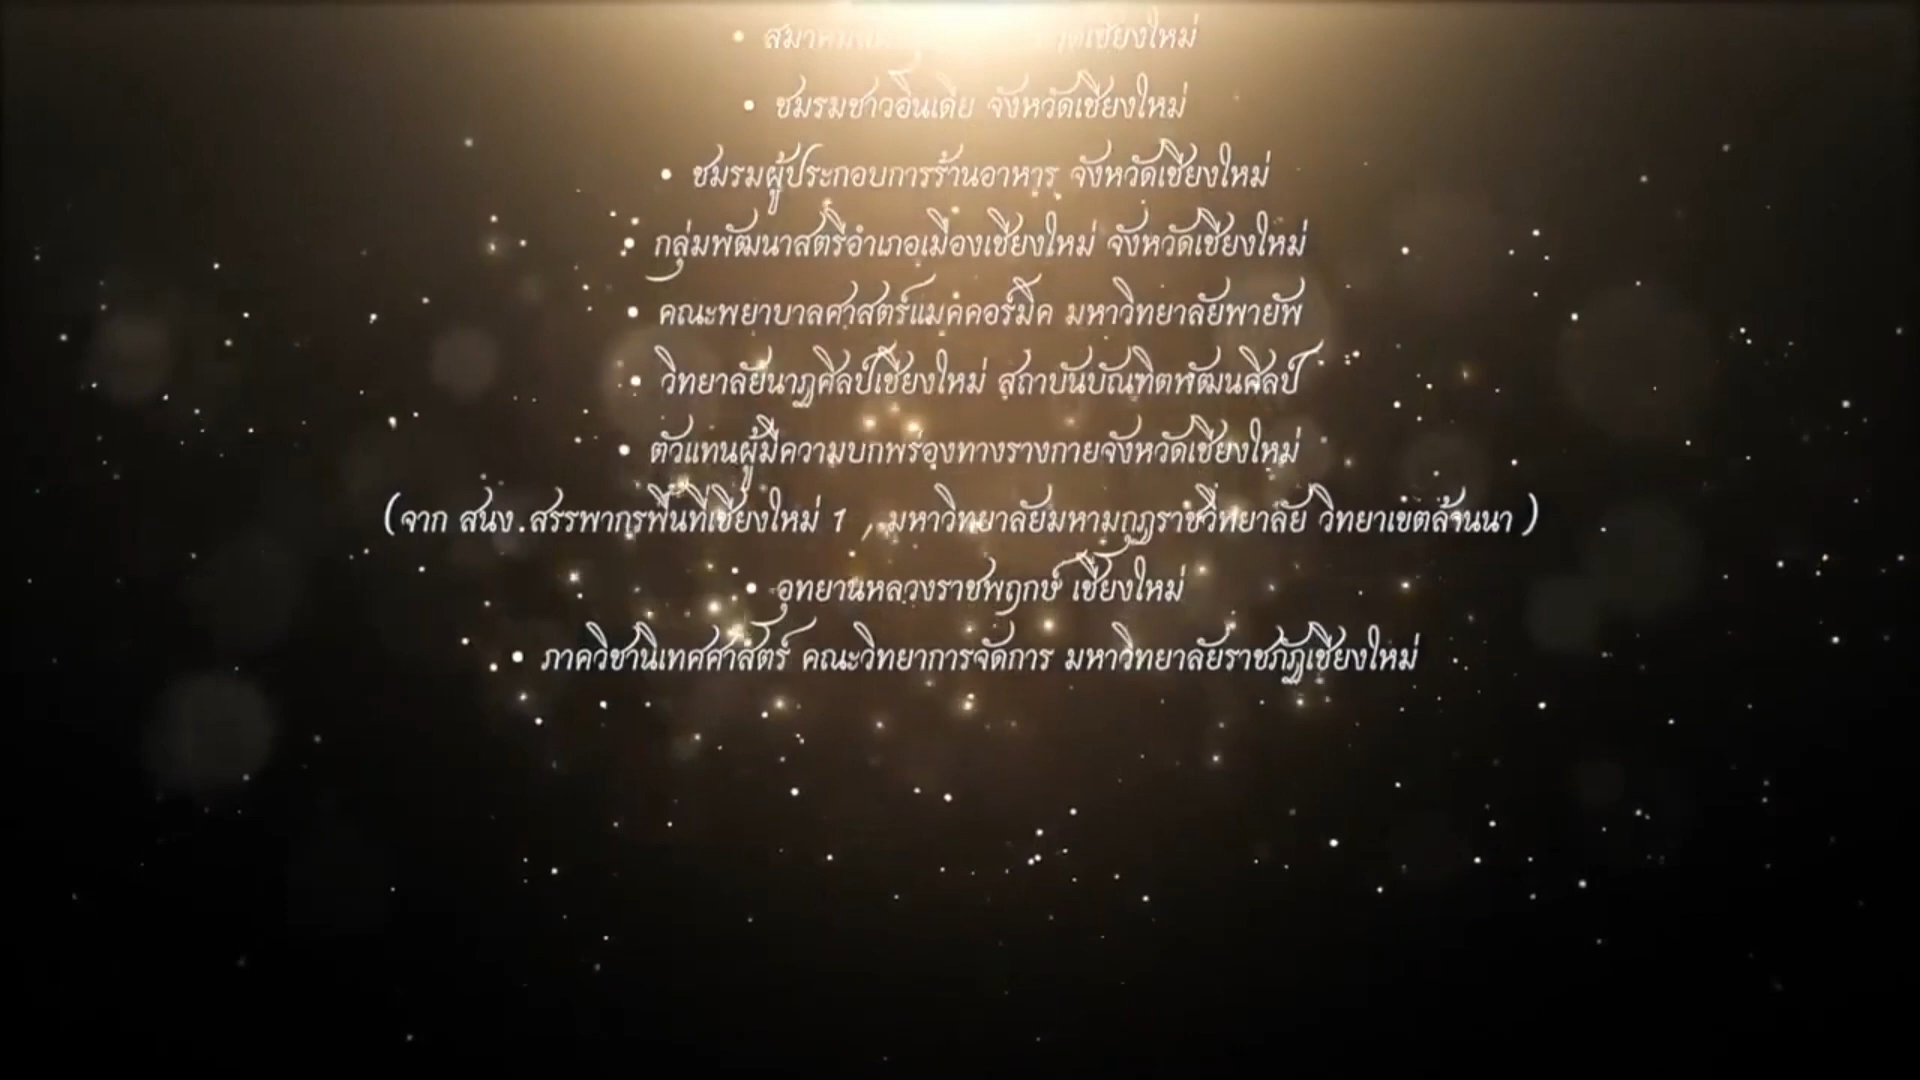 • สมาคม เชียงใหม่
• ชมรมชาวอินเดีย จังหวัดเชียงใหม่
• ชมรมผู้ประกอบการร้านอาหาร จังหวัดเชียงใหม่
• กลุ่มพัฒนาสตรีอำเภอเมืองเชียงใหม่ จังหวัดเชียงใหม่
• คณะพยาบาลศาสตร์แมคคอร์มิค มหาวิทยาลัยพายัพ
• วิทยาลัยนาฏศิลป์เชียงใหม่ สถาบันบัณฑิตพัฒนศิลป์
• ตัวแทนผู้มีความบกพร่องทางร่างกายจังหวัดเชียงใหม่
(จาก สนง.สรรพากรพื้นที่เชียงใหม่ 1 , มหาวิทยาลัยมหามกุฏราชวิทยาลัย วิทยาเขตล้านนา )
• อุทยานหลวงราชพฤกษ์ เชียงใหม่
• ภาควิชานิเทศศาสตร์ คณะวิทยาการจัดการ มหาวิทยาลัยราชภัฏเชียงใหม่